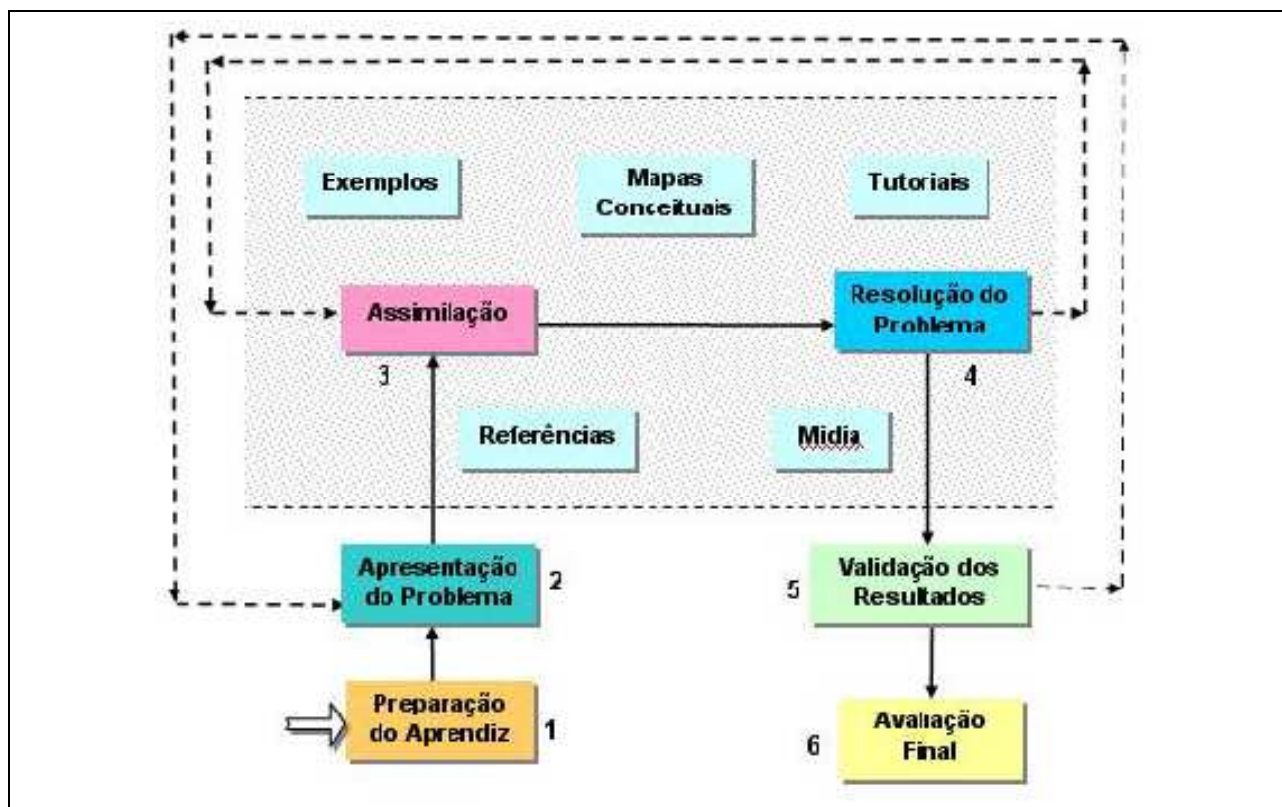 Exemplos
Mapas
Conceituais
Tutoriais
Assimilação
3
Resolução do
Problema
4
Referências
Midia
Apresentação
do Problema
2
Validação dos
Resultados
5
Preparação
do Aprendiz
1
Avaliação
Final
6